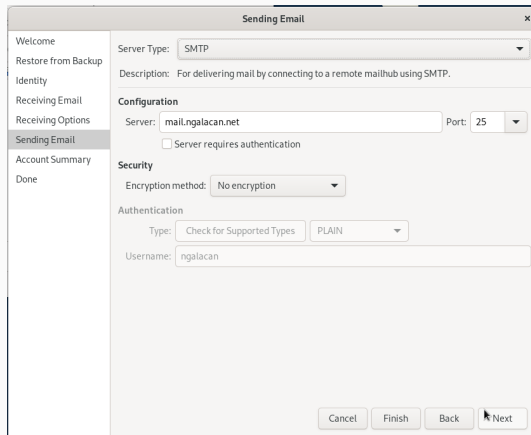 Sending Email
×
Welcome
Restore from Backup
Identity
Receiving Email
Receiving Options
Sending Email
Account Summary
Done
Server Type: SMTP
Description: For delivering mail by connecting to a remote mailhub using SMTP.
Configuration
Server: mail.ngalacan.net Port: 25
Server requires authentication
Security
Encryption method: No encryption
Authentication
Type: Check for Supported Types PLAIN
Username: ngalacan
Cancel Finish Back Next